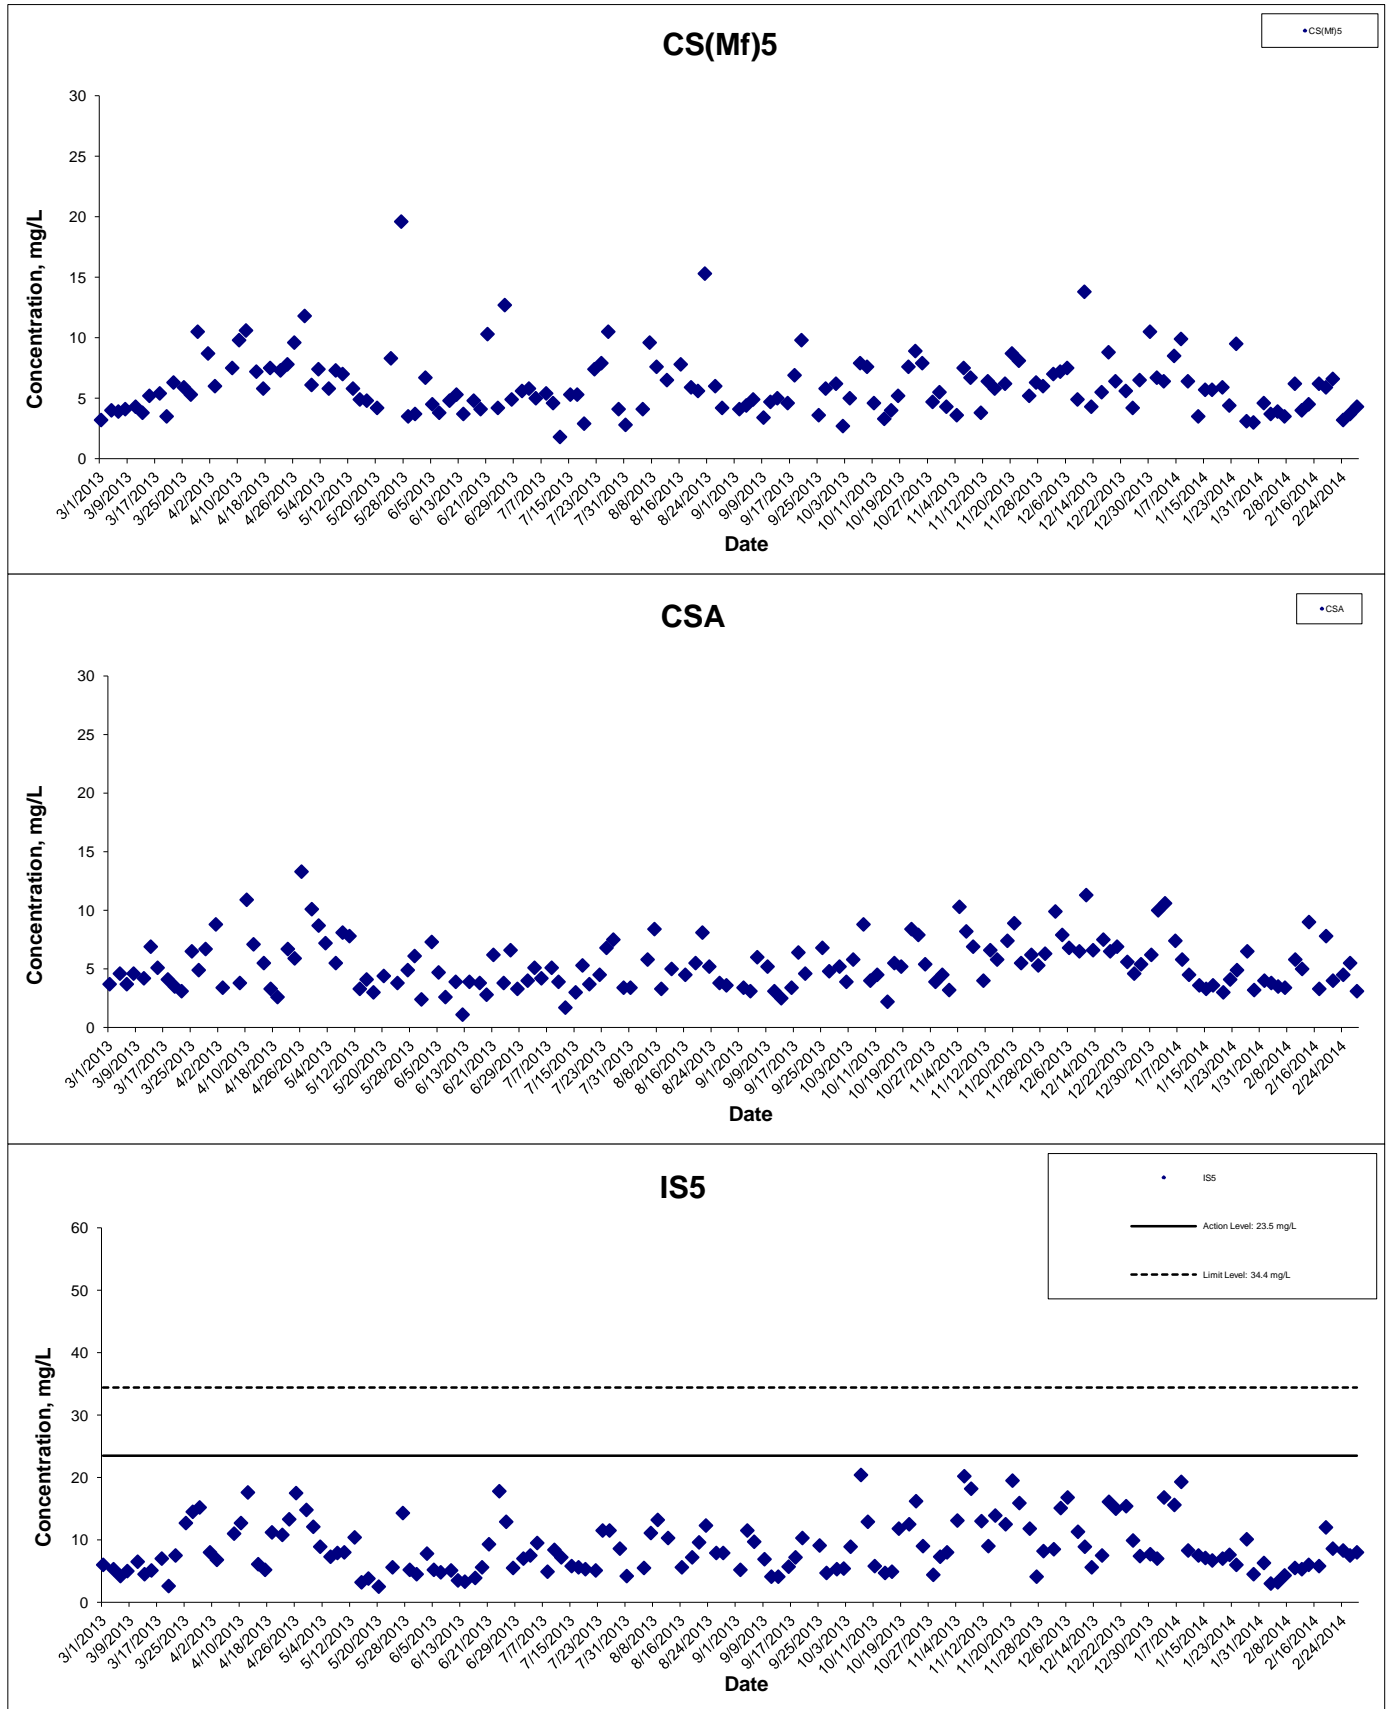 CS(Mf)5
CS(Mf)5
30
25
20
15
10
5
0
Concentration, mg/L
3/1/2013 3/9/2013 3/17/2013 3/25/2013 4/2/2013 4/10/2013 4/18/2013 4/26/2013 5/4/2013 5/12/2013 5/20/2013 5/28/2013 6/5/2013 6/13/2013 6/21/2013 6/29/2013 7/7/2013 7/15/2013 7/23/2013 7/31/2013 8/8/2013 8/16/2013 8/24/2013 9/1/2013 9/9/2013 9/17/2013 9/25/2013 10/3/2013 10/11/2013 10/19/2013 10/27/2013 11/4/2013 11/12/2013 11/20/2013 11/28/2013 12/6/2013 12/14/2013 12/22/2013 12/30/2013 1/7/2014 1/15/2014 1/23/2014 1/31/2014 2/8/2014 2/16/2014 2/24/2014
Date
CSA
CSA
30
25
20
15
10
5
0
Concentration, mg/L
3/1/2013 3/9/2013 3/17/2013 3/25/2013 4/2/2013 4/10/2013 4/18/2013 4/26/2013 5/4/2013 5/12/2013 5/20/2013 5/28/2013 6/5/2013 6/13/2013 6/21/2013 6/29/2013 7/7/2013 7/15/2013 7/23/2013 7/31/2013 8/8/2013 8/16/2013 8/24/2013 9/1/2013 9/9/2013 9/17/2013 9/25/2013 10/3/2013 10/11/2013 10/19/2013 10/27/2013 11/4/2013 11/12/2013 11/20/2013 11/28/2013 12/6/2013 12/14/2013 12/22/2013 12/30/2013 1/7/2014 1/15/2014 1/23/2014 1/31/2014 2/8/2014 2/16/2014 2/24/2014
Date
IS5
IS5
Action Level: 23.5 mg/L
Limit Level: 34.4 mg/L
60
50
40
30
20
10
0
Concentration, mg/L
3/1/2013 3/9/2013 3/17/2013 3/25/2013 4/2/2013 4/10/2013 4/18/2013 4/26/2013 5/4/2013 5/12/2013 5/20/2013 5/28/2013 6/5/2013 6/13/2013 6/21/2013 6/29/2013 7/7/2013 7/15/2013 7/23/2013 7/31/2013 8/8/2013 8/16/2013 8/24/2013 9/1/2013 9/9/2013 9/17/2013 9/25/2013 10/3/2013 10/11/2013 10/19/2013 10/27/2013 11/4/2013 11/12/2013 11/20/2013 11/28/2013 12/6/2013 12/14/2013 12/22/2013 12/30/2013 1/7/2014 1/15/2014 1/23/2014 1/31/2014 2/8/2014 2/16/2014 2/24/2014
Date